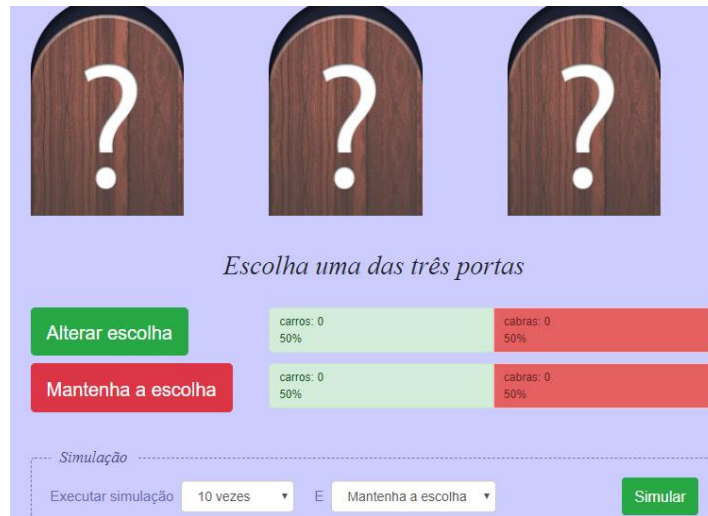 ? ? ?
Escolha uma das três portas
Alterar escolha
carros: 0
50%
cabras: 0
50%
Mantenha a escolha
carros: 0
50%
cabras: 0
50%
Simulação
Executar simulação 10 vezes E Mantenha a escolha Simular